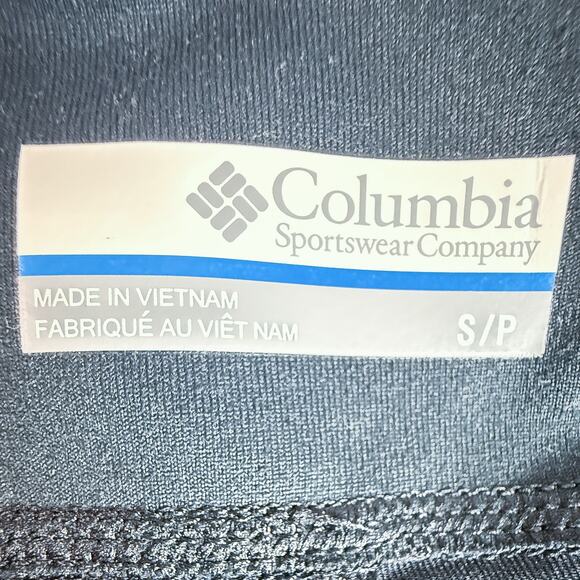 Columbia
Sportswear Company
MADE IN VIETNAM
FABRIQUÉ AU VIÊT NAM
S/P